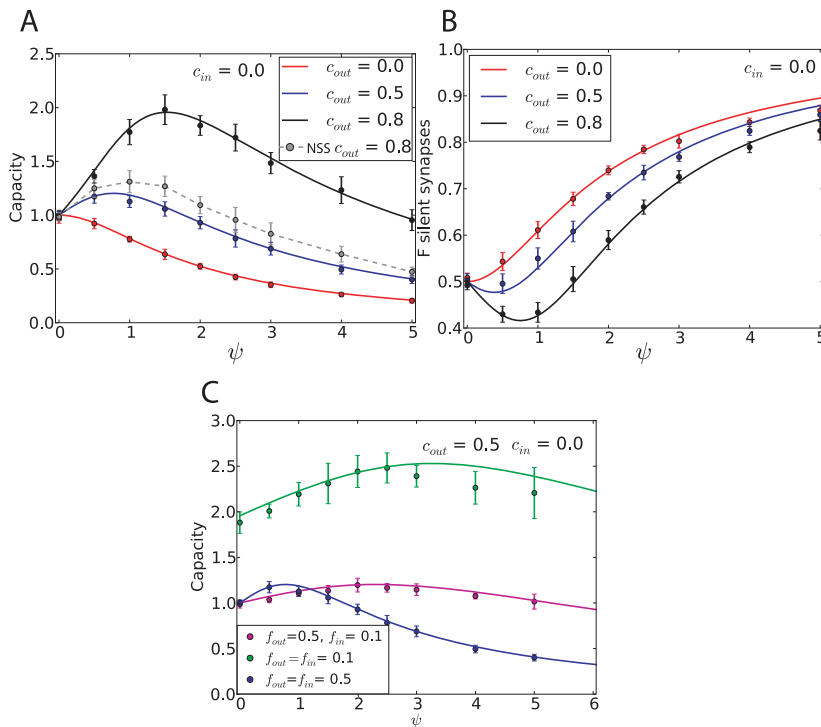 A
B
2.5
2.0
1.5
1.0
0.5
0.0
Capacity
c_in = 0.0
c_out = 0.0
c_out = 0.5
c_out = 0.8
NSS c_out = 0.8
0 1 2 3 4 5
ψ
1.0
0.9
0.8
0.7
0.6
0.5
0.4
F silent synapses
c_out = 0.0
c_out = 0.5
c_out = 0.8
c_in = 0.0
0 1 2 3 4 5
ψ
C
3.0
2.5
2.0
1.5
1.0
0.5
0.0
Capacity
c_out = 0.5 c_in = 0.0
f_out=0.5, f_in = 0.1
f_out=f_in = 0.1
f_out=f_in = 0.5
0 1 2 3 4 5 6
ψ